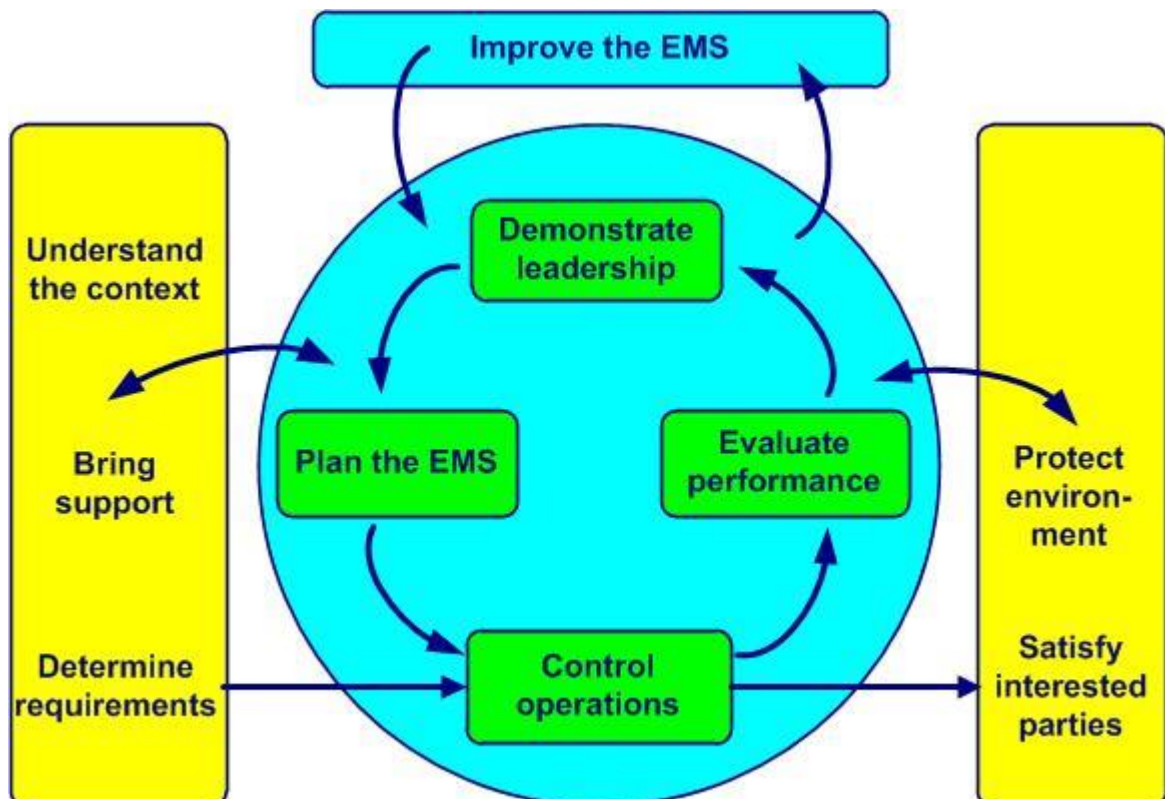 Improve the EMS
Understand
the context
Bring
support
Determine
requirements
Demonstrate
leadership
Plan the EMS
Evaluate
performance
Control
operations
Protect
environ-
ment
Satisfy
interested
parties